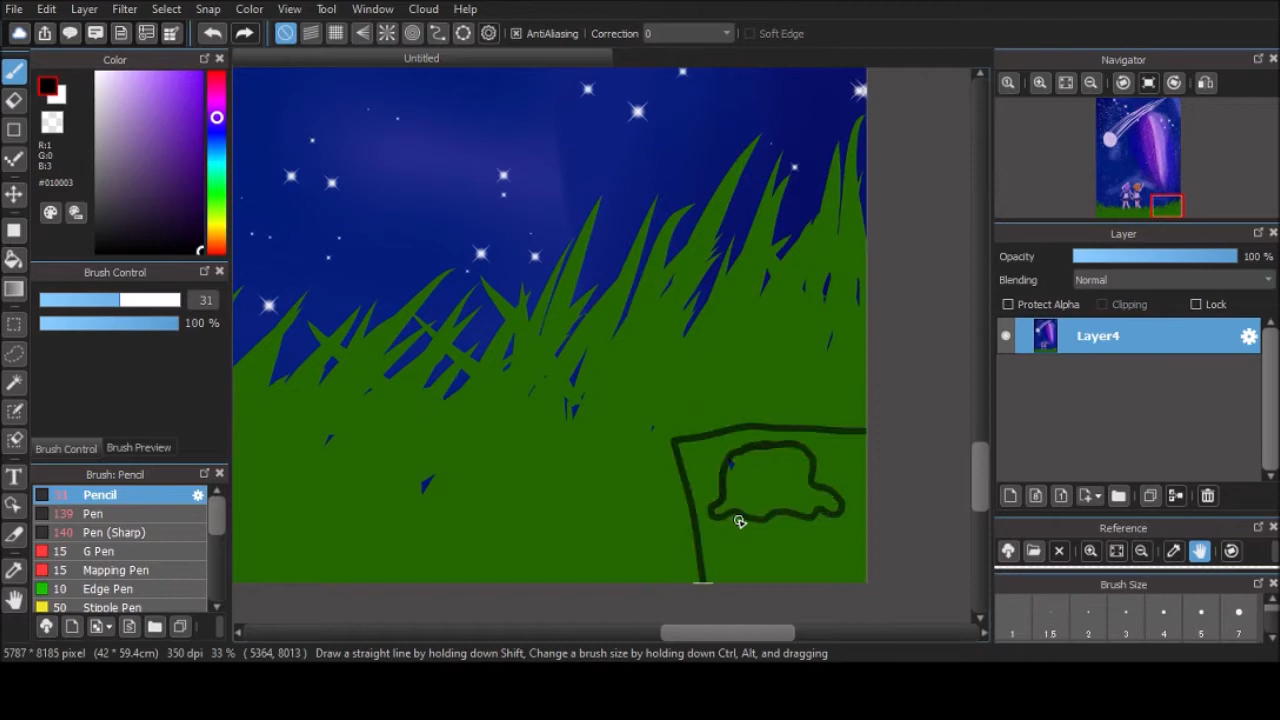 File Edit Layer Filter Select Snap Color View Tool Window Cloud Help
AntiAliasing Correction 0 Soft Edge
Color
Untitled
Navigator
R:1
G:0
B:3
#010003
Brush Control
31
100 %
Brush Control Brush Preview
Brush: Pencil
31 Pencil
139 Pen
140 Pen (Sharp)
15 G Pen
15 Mapping Pen
10 Edge Pen
50 Stipple Pen
Layer
Opacity 100 %
Blending Normal
Protect Alpha Clipping Lock
Layer4
Reference
Brush Size
1 1.5 2 3 4 5 7
5787 * 8185 pixel (42 * 59.4cm) 350 dpi 33 % ( 5364, 8013 ) Draw a straight line by holding down Shift, Change a brush size by holding down Ctrl, Alt, and dragging